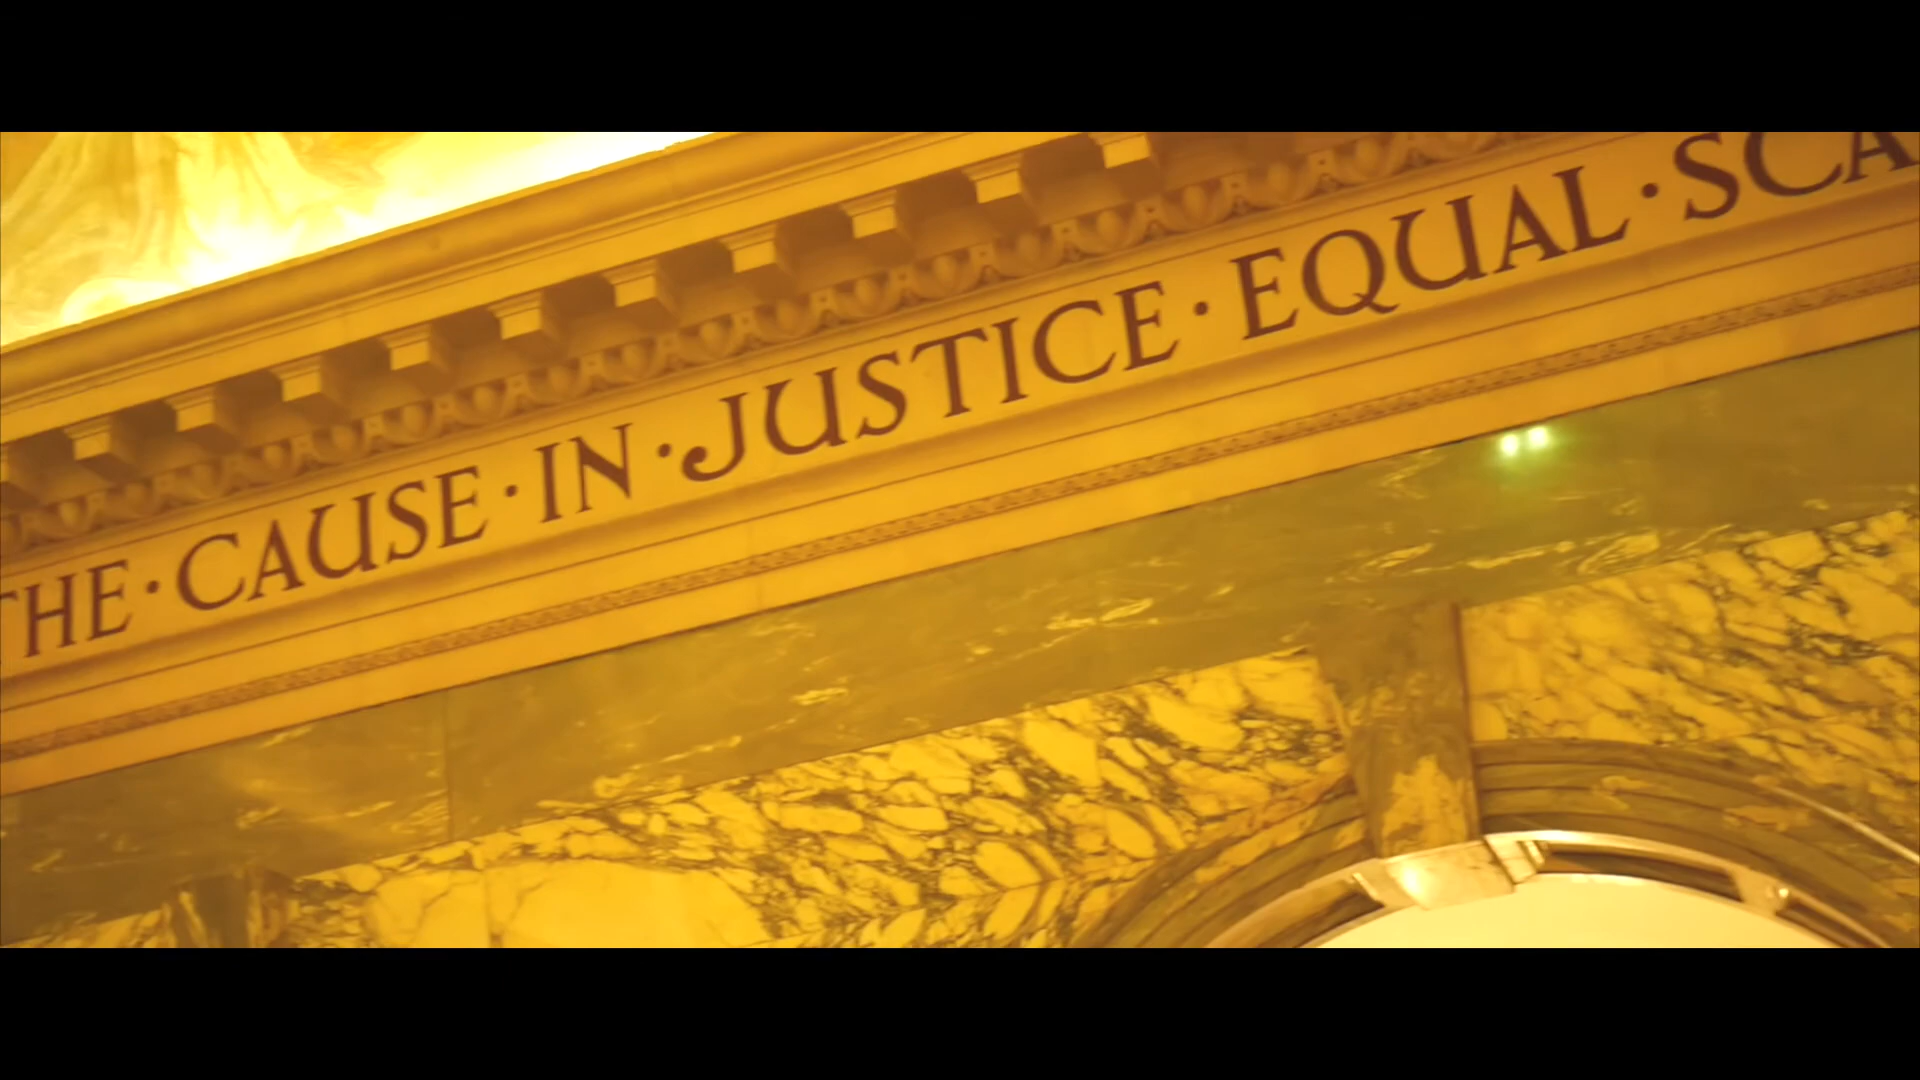 THE · CAUSE · IN · JUSTICE · EQUAL · SCA